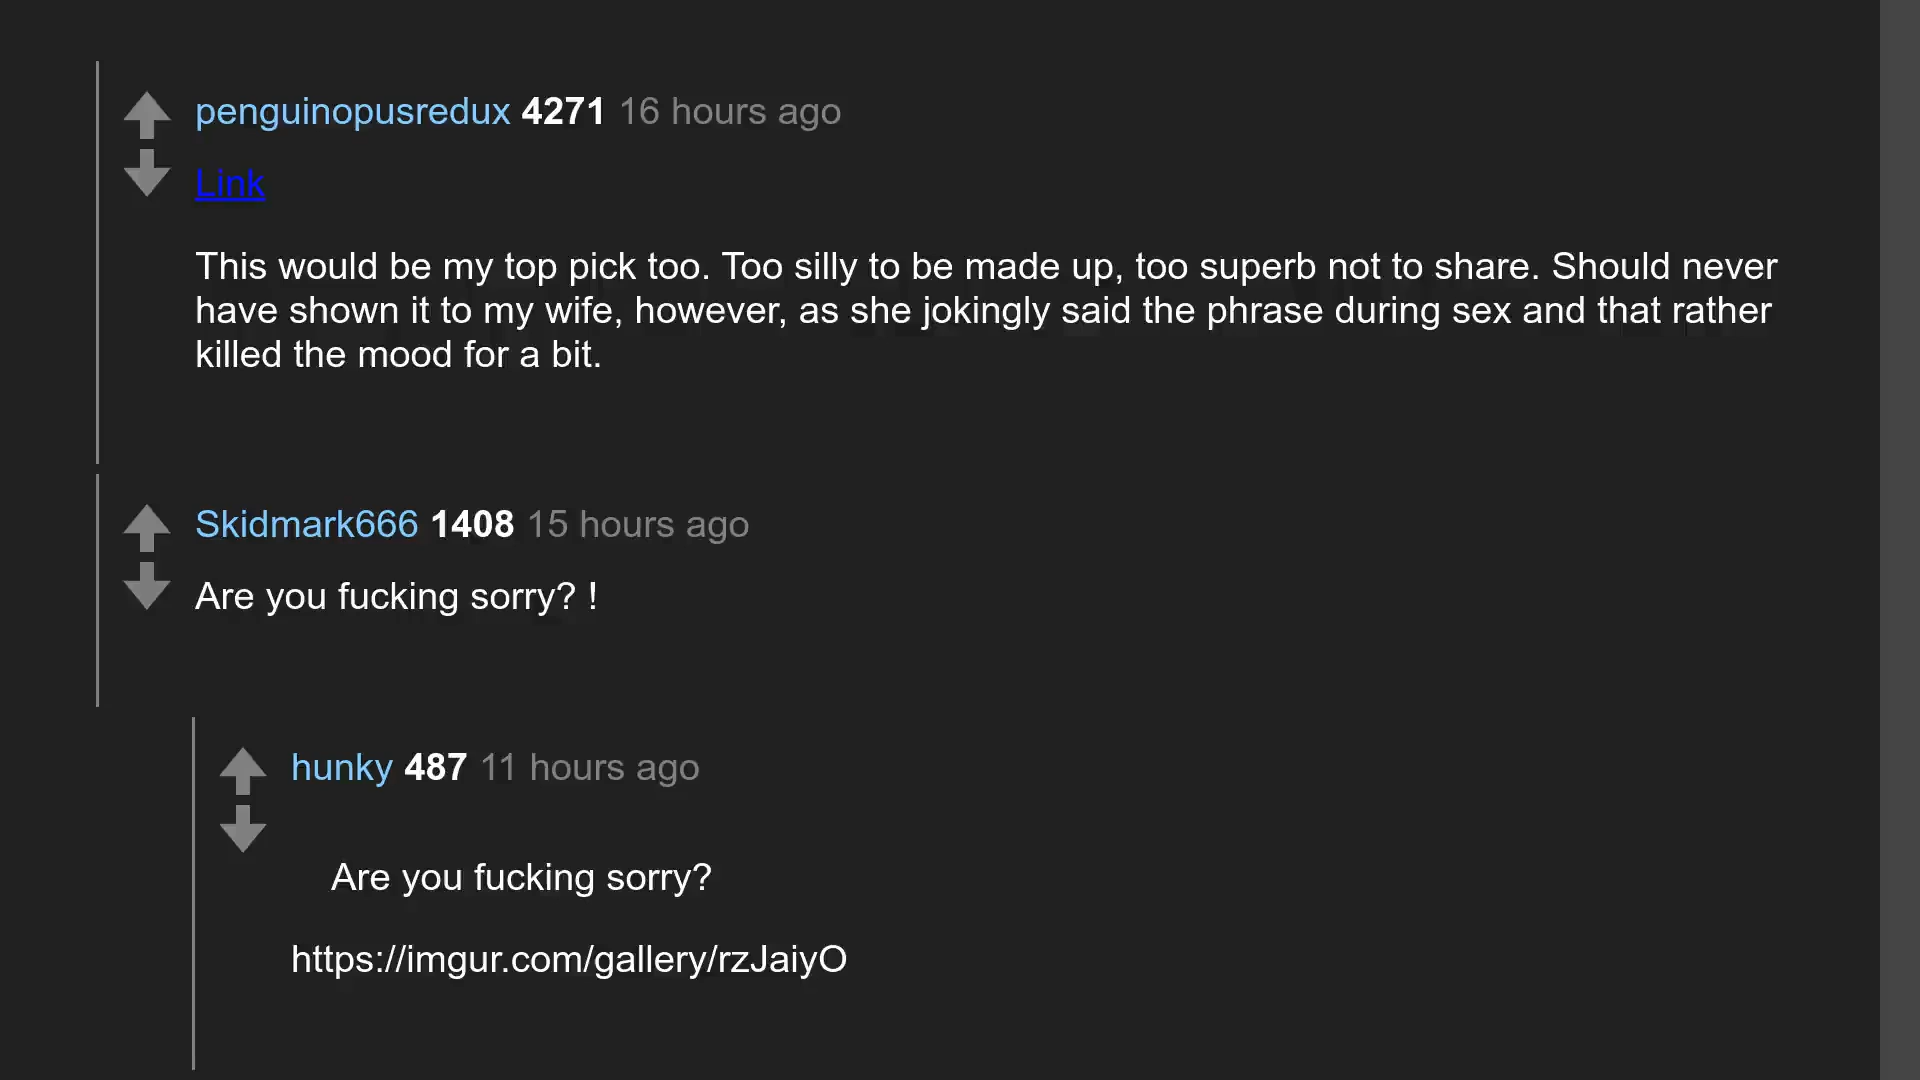 penguinopusredux 4271 16 hours ago
Link
This would be my top pick too. Too silly to be made up, too superb not to share. Should never
have shown it to my wife, however, as she jokingly said the phrase during sex and that rather
killed the mood for a bit.
Skidmark666 1408 15 hours ago
Are you fucking sorry? !
hunky 487 11 hours ago
Are you fucking sorry?
https://imgur.com/gallery/rzJaiyO